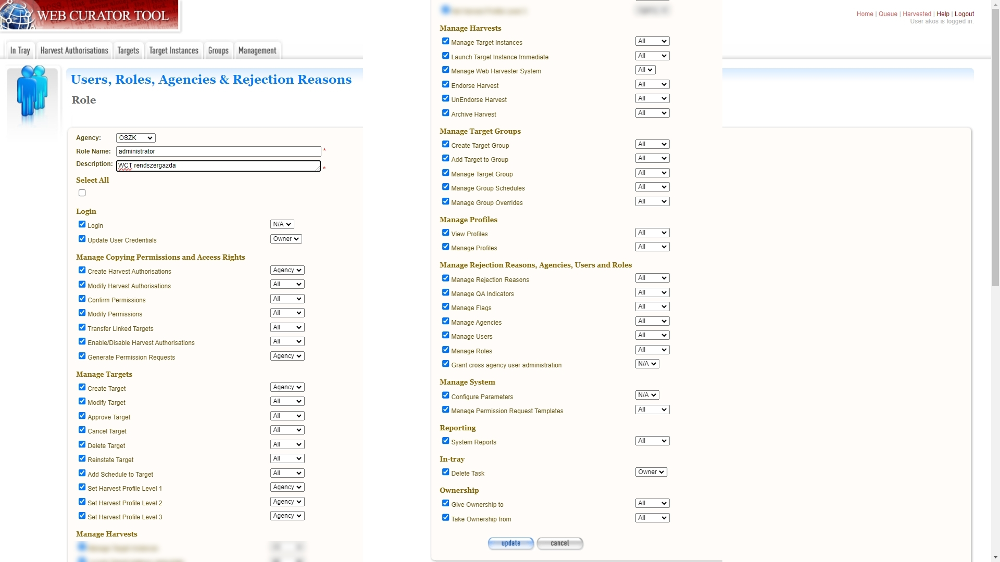 WEB CURATOR TOOL
Home | Queue | Harvested | Help | Logout
User akos is logged in.
In Tray
Harvest Authorisations
Targets
Target Instances
Groups
Management
Users, Roles, Agencies & Rejection Reasons
Role
Agency: OSZK
Role Name: administrator *
Description: WCT rendszergazda *
Select All
Login
Login N/A
Update User Credentials Owner
Manage Copying Permissions and Access Rights
Create Harvest Authorisations Agency
Modify Harvest Authorisations All
Confirm Permissions All
Modify Permissions All
Transfer Linked Targets All
Enable/Disable Harvest Authorisations All
Generate Permission Requests Agency
Manage Targets
Create Target Agency
Modify Target All
Approve Target All
Cancel Target All
Delete Target All
Reinstate Target All
Add Schedule to Target All
Set Harvest Profile Level 1 Agency
Set Harvest Profile Level 2 Agency
Set Harvest Profile Level 3 Agency
Manage Harvests
Manage Harvests
Manage Target Instances All
Launch Target Instance Immediate All
Manage Web Harvester System All
Endorse Harvest All
UnEndorse Harvest All
Archive Harvest All
Manage Target Groups
Create Target Group All
Add Target to Group All
Manage Target Group All
Manage Group Schedules All
Manage Group Overrides All
Manage Profiles
View Profiles All
Manage Profiles All
Manage Rejection Reasons, Agencies, Users and Roles
Manage Rejection Reasons All
Manage QA Indicators All
Manage Flags All
Manage Agencies All
Manage Users All
Manage Roles All
Grant cross agency user administration N/A
Manage System
Configure Parameters N/A
Manage Permission Request Templates All
Reporting
System Reports All
In-tray
Delete Task Owner
Ownership
Give Ownership to All
Take Ownership from All
update cancel